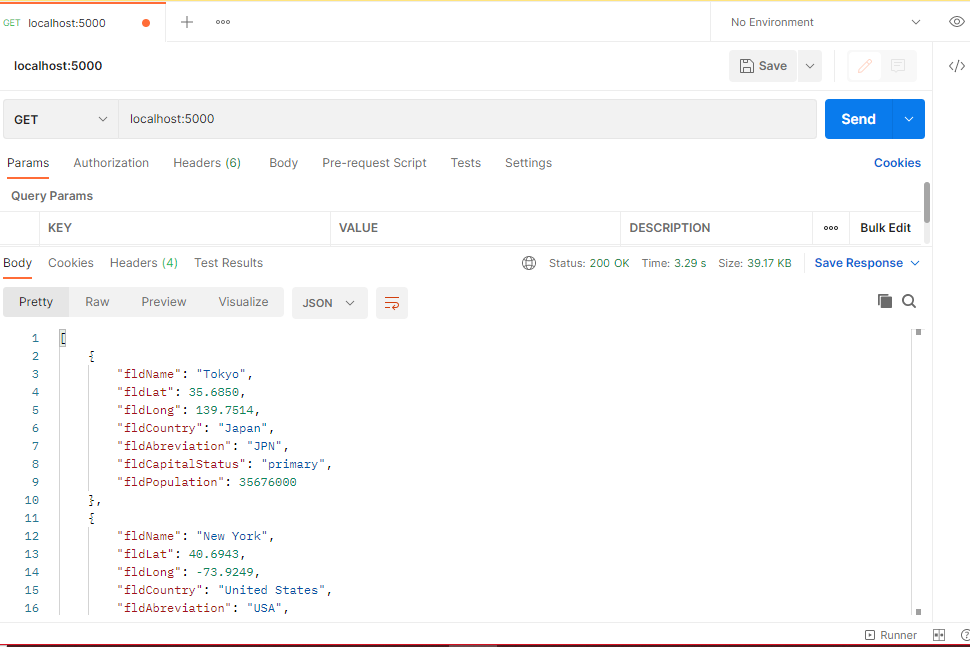 GET localhost:5000 No Environment
localhost:5000 Save </>
GET localhost:5000 Send
Params Authorization Headers (6) Body Pre-request Script Tests Settings Cookies
Query Params
KEY VALUE DESCRIPTION Bulk Edit
Body Cookies Headers (4) Test Results Status: 200 OK Time: 3.29 s Size: 39.17 KB Save Response
Pretty Raw Preview Visualize JSON
1 [
2 {
3 "fldName": "Tokyo",
4 "fldLat": 35.6850,
5 "fldLong": 139.7514,
6 "fldCountry": "Japan",
7 "fldAbreviation": "JPN",
8 "fldCapitalStatus": "primary",
9 "fldPopulation": 35676000
10 },
11 {
12 "fldName": "New York",
13 "fldLat": 40.6943,
14 "fldLong": -73.9249,
15 "fldCountry": "United States",
16 "fldAbreviation": "USA",
Runner